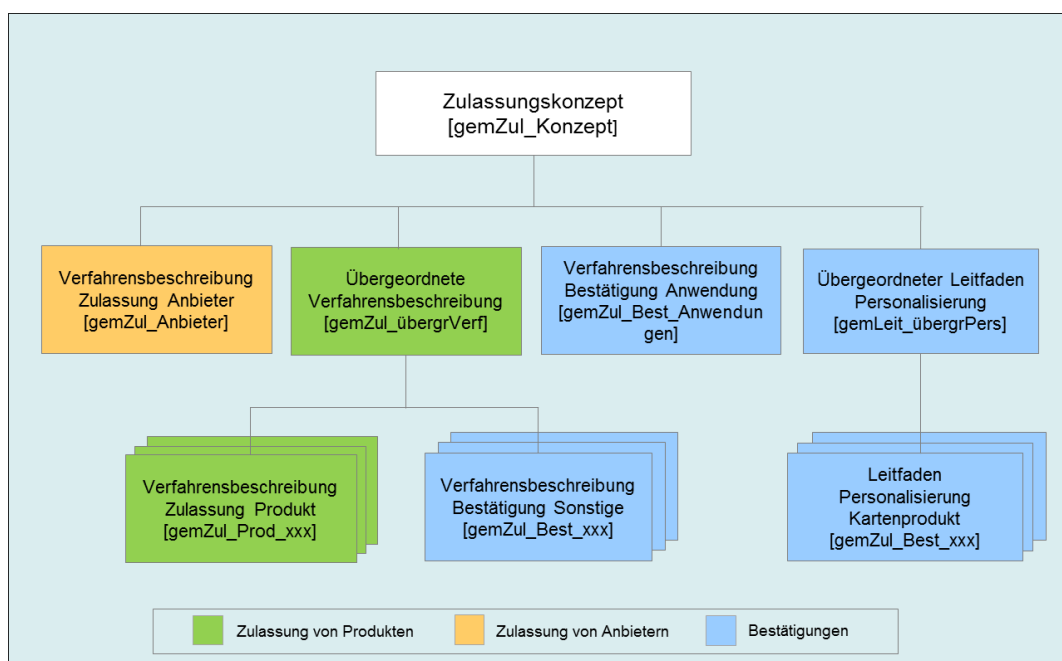 Zulassungskonzept
[gemZul_Konzept]
Verfahrensbeschreibung
Zulassung Anbieter
[gemZul_Anbieter]
Übergeordnete
Verfahrensbeschreibung
[gemZul_übergrVerf]
Verfahrensbeschreibung
Bestätigung Anwendung
[gemZul_Best_Anwendun
gen]
Übergeordneter Leitfaden
Personalisierung
[gemLeit_übgrPers]
Verfahrensbeschreibung
Zulassung Produkt
[gemZul_Prod_xxx]
Verfahrensbeschreibung
Bestätigung Sonstige
[gemZul_Best_xxx]
Leitfaden
Personalisierung
Kartenprodukt
[gemZul_Best_xxx]
Zulassung von Produkten
Zulassung von Anbietern
Bestätigungen